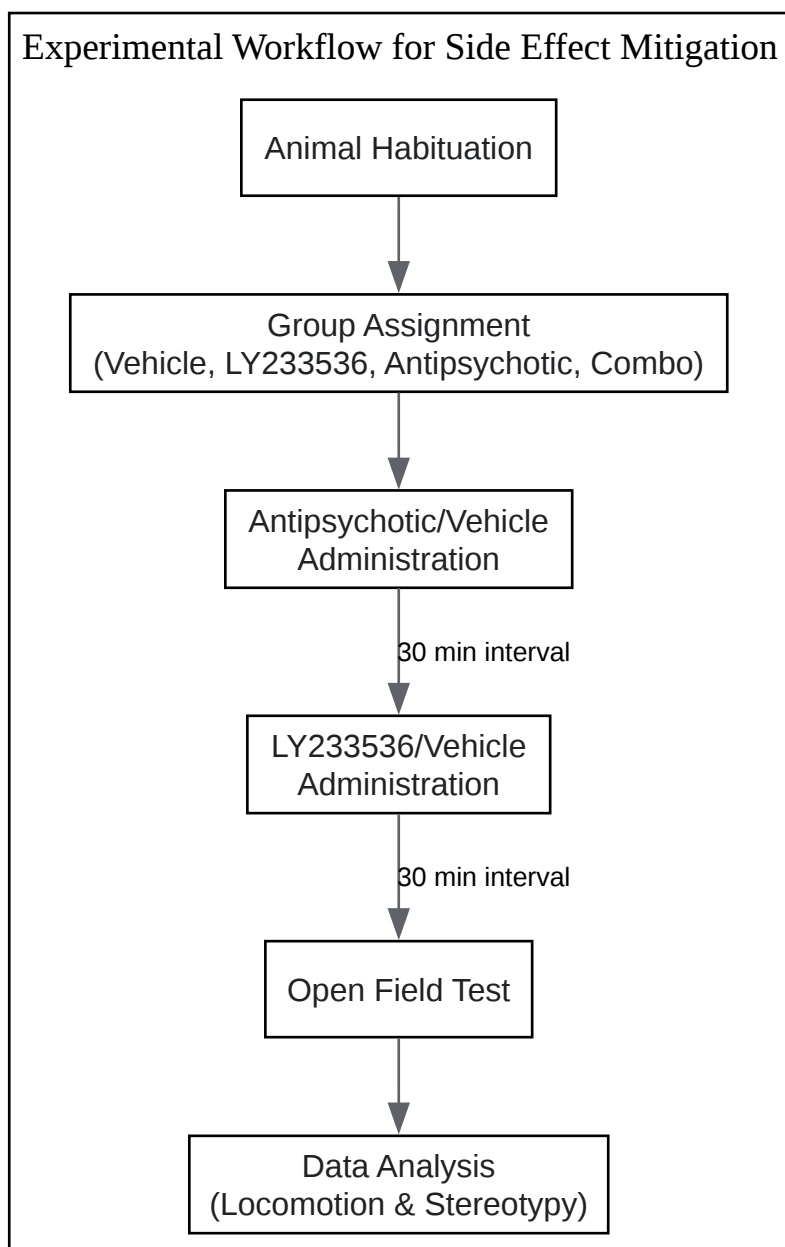 Experimental Workflow for Side Effect Mitigation
Animal Habituation
Group Assignment
(Vehicle, LY233536, Antipsychotic, Combo)
Antipsychotic/Vehicle
Administration
30 min interval
LY233536/Vehicle
Administration
30 min interval
Open Field Test
Data Analysis
(Locomotion & Stereotypy)